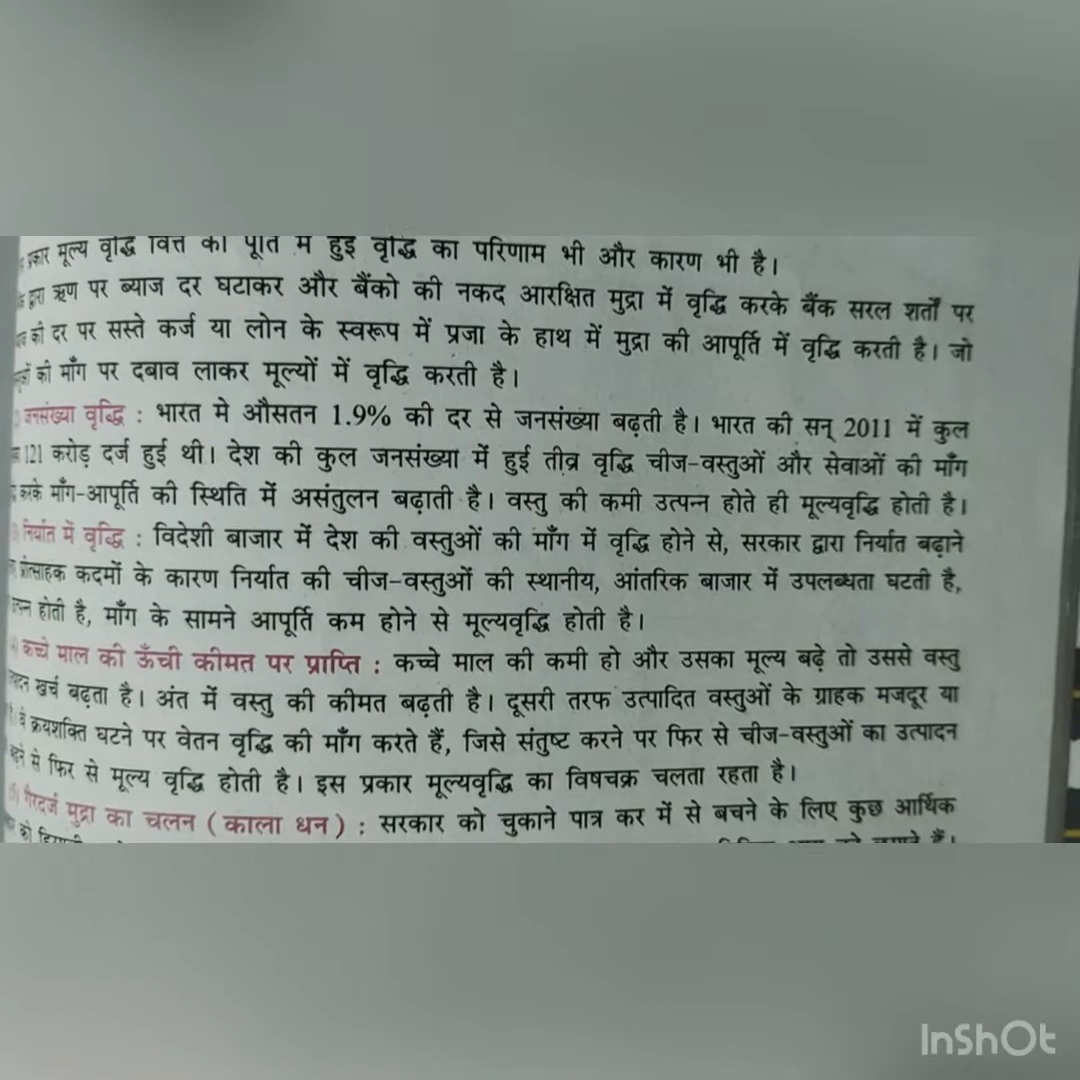 प्रकार मूल्य वृद्धि वित्त की पूर्ति में हुई वृद्धि का परिणाम भी और कारण भी है।
द्वारा ऋण पर ब्याज दर घटाकर और बैंको की नकद आरक्षित मुद्रा में वृद्धि करके बैंक सरल शर्तों पर
की दर पर सस्ते कर्ज या लोन के स्वरूप में प्रजा के हाथ में मुद्रा की आपूर्ति में वृद्धि करती है। जो
की माँग पर दबाव लाकर मूल्यों में वृद्धि करती है।
जनसंख्या वृद्धि : भारत मे औसतन 1.9% की दर से जनसंख्या बढ़ती है। भारत की सन् 2011 में कुल
121 करोड़ दर्ज हुई थी। देश की कुल जनसंख्या में हुई तीव्र वृद्धि चीज-वस्तुओं और सेवाओं की माँग
करके माँग-आपूर्ति की स्थिति में असंतुलन बढ़ाती है। वस्तु की कमी उत्पन्न होते ही मूल्यवृद्धि होती है।
निर्यात में वृद्धि : विदेशी बाजार में देश की वस्तुओं की माँग में वृद्धि होने से, सरकार द्वारा निर्यात बढ़ाने
प्रोत्साहक कदमों के कारण निर्यात की चीज-वस्तुओं की स्थानीय, आंतरिक बाजार में उपलब्धता घटती है,
होती है, माँग के सामने आपूर्ति कम होने से मूल्यवृद्धि होती है।
कच्चे माल की ऊँची कीमत पर प्राप्ति : कच्चे माल की कमी हो और उसका मूल्य बढ़े तो उससे वस्तु
खर्च बढ़ता है। अंत में वस्तु की कीमत बढ़ती है। दूसरी तरफ उत्पादित वस्तुओं के ग्राहक मजदूर या
वे क्रयशक्ति घटने पर वेतन वृद्धि की माँग करते हैं, जिसे संतुष्ट करने पर फिर से चीज-वस्तुओं का उत्पादन
से फिर से मूल्य वृद्धि होती है। इस प्रकार मूल्यवृद्धि का विषचक्र चलता रहता है।
(5) गैरदर्ज मुद्रा का चलन ( काला धन ) : सरकार को चुकाने पात्र कर में से बचने के लिए कुछ आर्थिक
InShOt